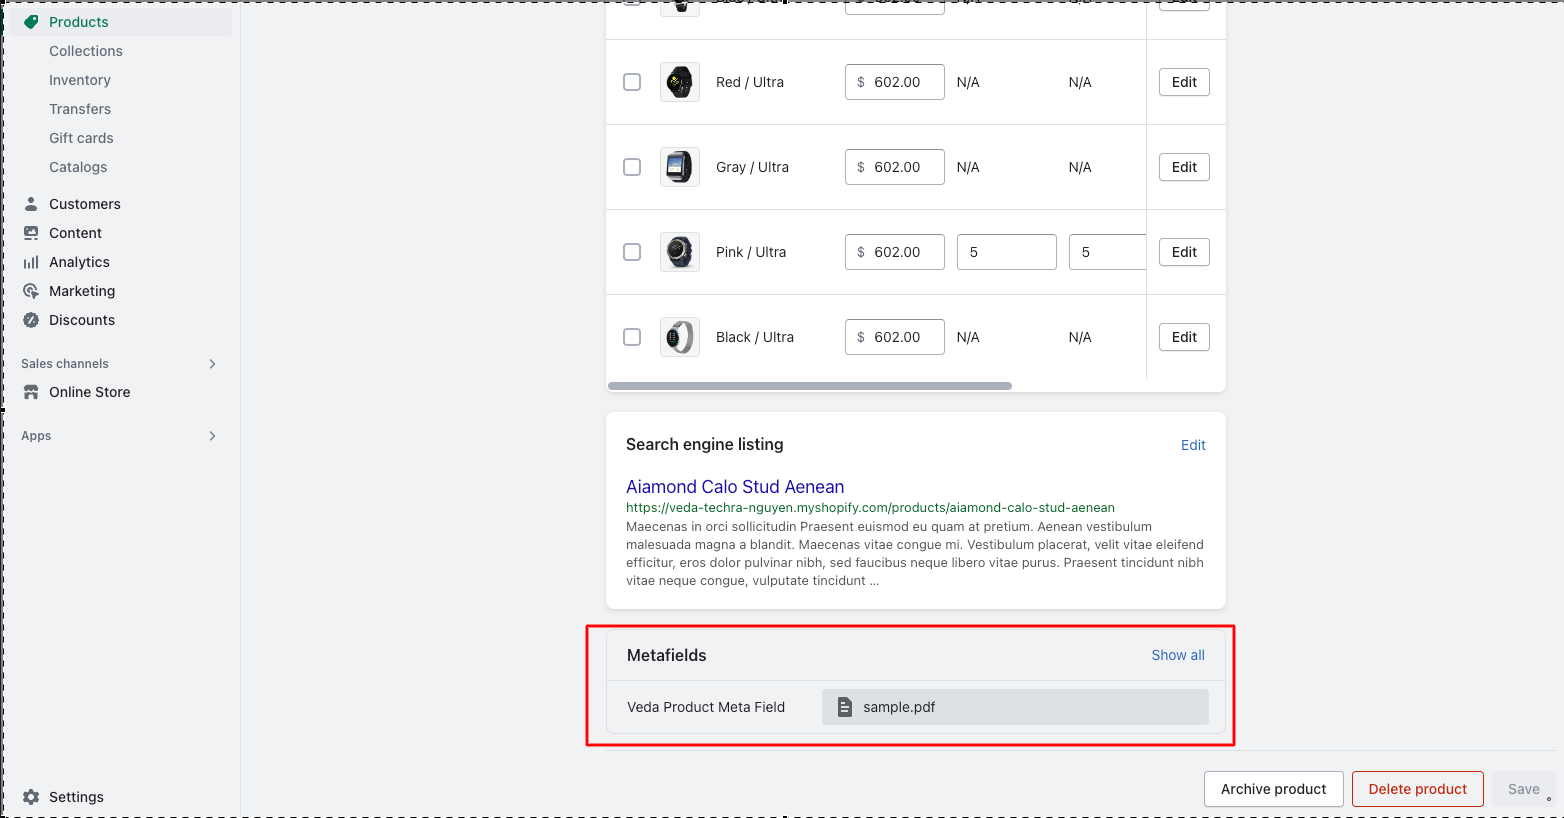 Products
Collections
Inventory
Transfers
Gift cards
Catalogs
Customers
Content
Analytics
Marketing
Discounts
Sales channels
Online Store
Apps
Settings
Red / Ultra $ 602.00 N/A N/A Edit
Gray / Ultra $ 602.00 N/A N/A Edit
Pink / Ultra $ 602.00 5 5 Edit
Black / Ultra $ 602.00 N/A N/A Edit
Search engine listing Edit
Aiamond Calo Stud Aenean
https://veda-techra-nguyen.myshopify.com/products/aiamond-calo-stud-aenean
Maecenas in orci sollicitudin Praesent euismod eu quam at pretium. Aenean vestibulum
malesuada magna a blandit. Maecenas vitae congue mi. Vestibulum placerat, velit vitae eleifend
efficitur, eros dolor pulvinar nibh, sed faucibus neque libero vitae purus. Praesent tincidunt nibh
vitae neque congue, vulputate tincidunt ...
Metafields Show all
Veda Product Meta Field sample.pdf
Archive product Delete product Save